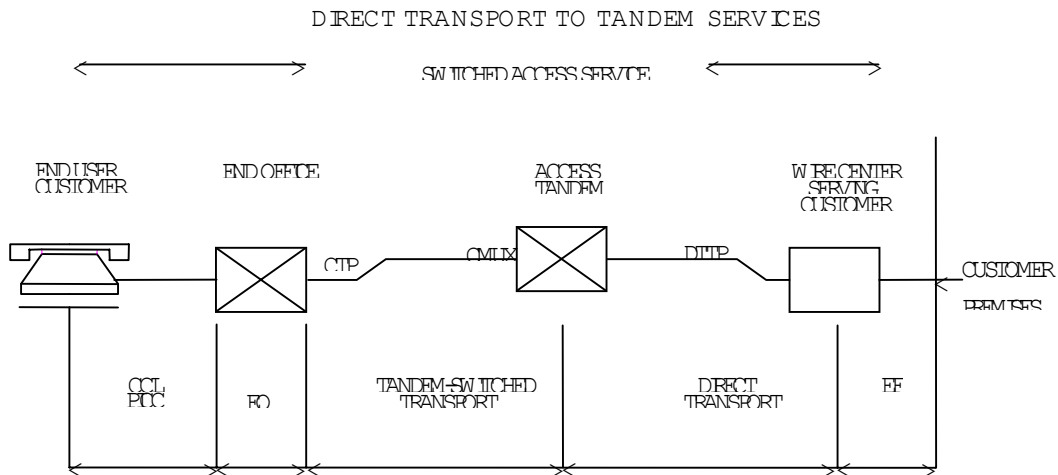 DIRECT TRANSPORT TO TANDEM SERVICES
SWITCHED ACCESS SERVICE
END USER
CUSTOMER
END OFFICE
ACCESS
TANDEM
WIRE CENTER
SERVING
CUSTOMER
CTP
CMUX
DTTP
CUSTOMER
PREMISES
CCL
PICC
EO
TANDEM-SWITCHED
TRANSPORT
DIRECT
TRANSPORT
EF